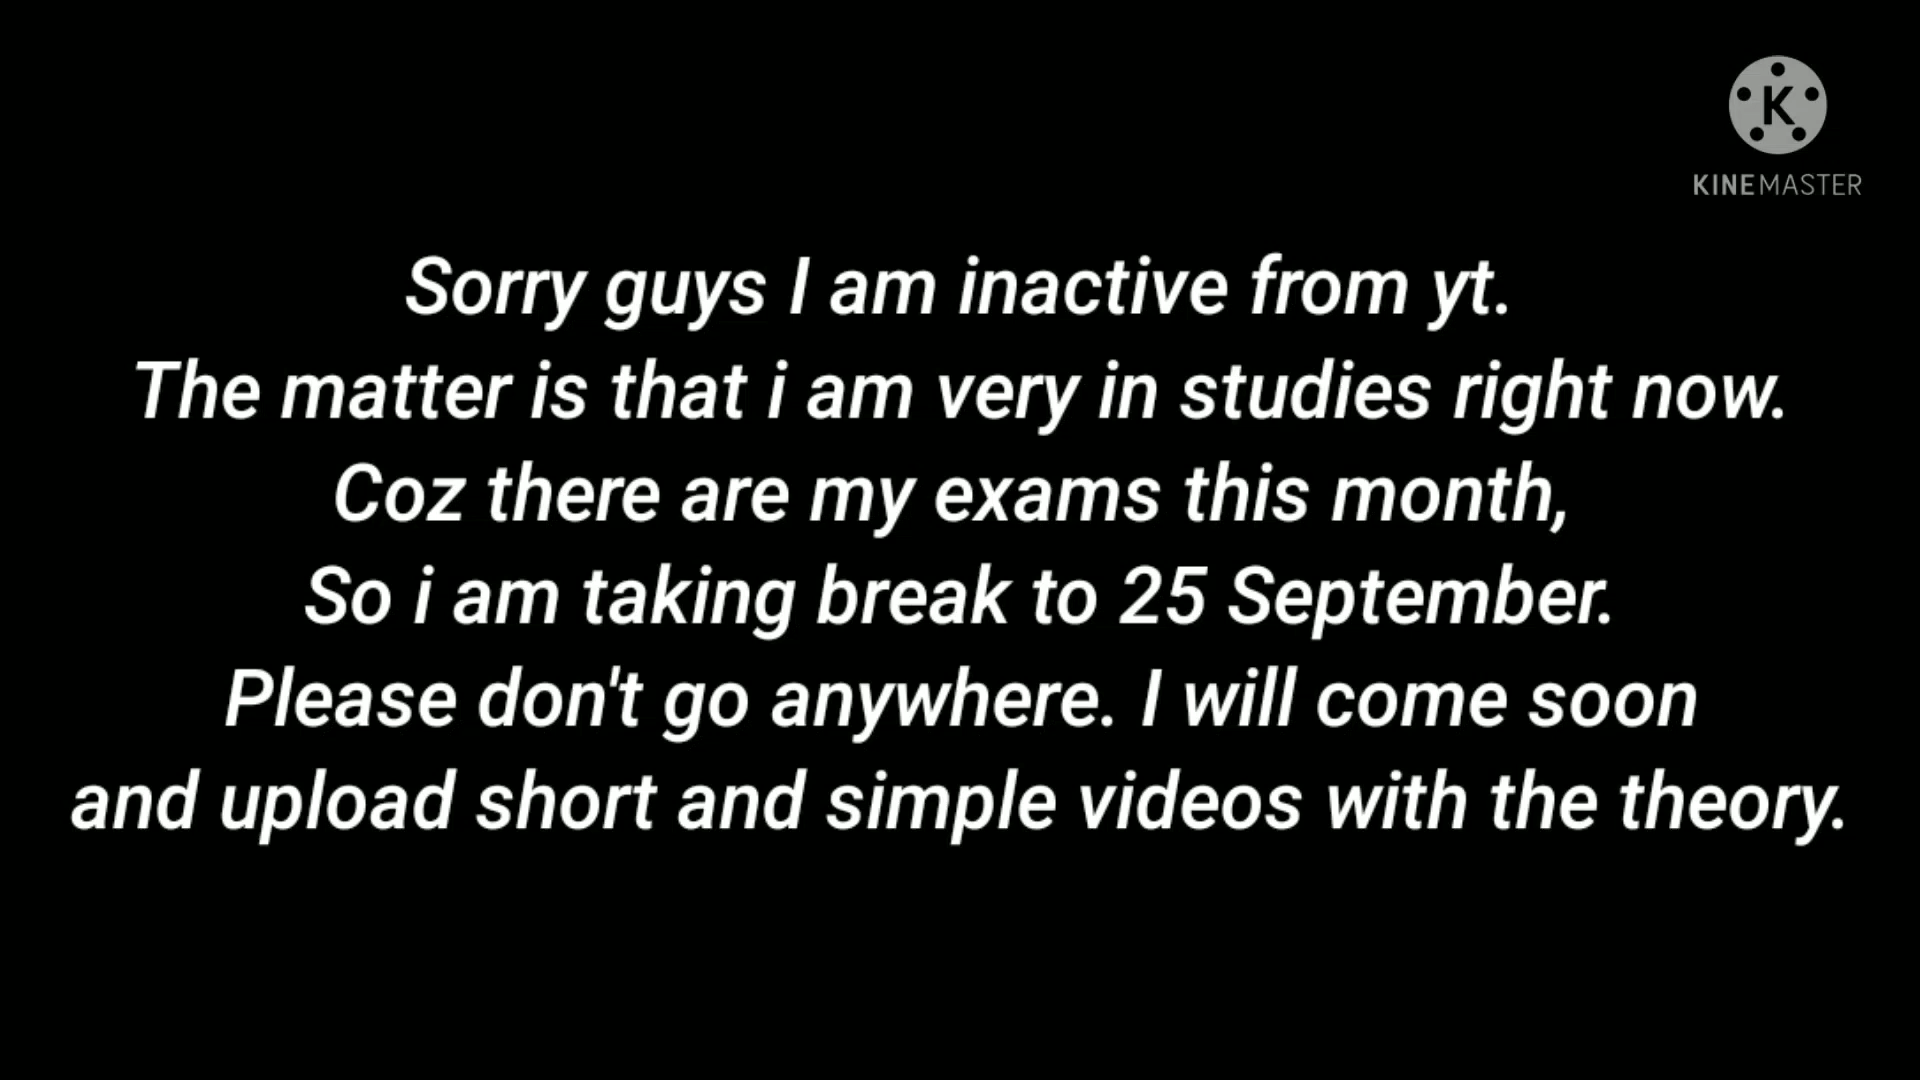 K
KINEMASTER
Sorry guys I am inactive from yt.
The matter is that i am very in studies right now.
Coz there are my exams this month,
So i am taking break to 25 September.
Please don't go anywhere. I will come soon
and upload short and simple videos with the theory.